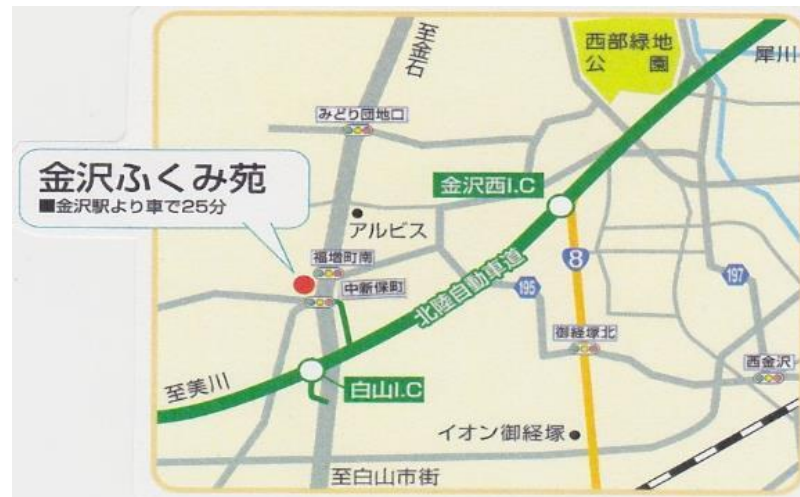 至金石
西部緑地
公園
犀川
みどり団地口
金沢ふくみ苑
■金沢駅より車で25分
金沢西I.C
アルビス
福増町南
中新保町
8
北陸自動車道
195
197
御経塚北
西金沢
至美川
白山I.C
イオン御経塚
至白山市街